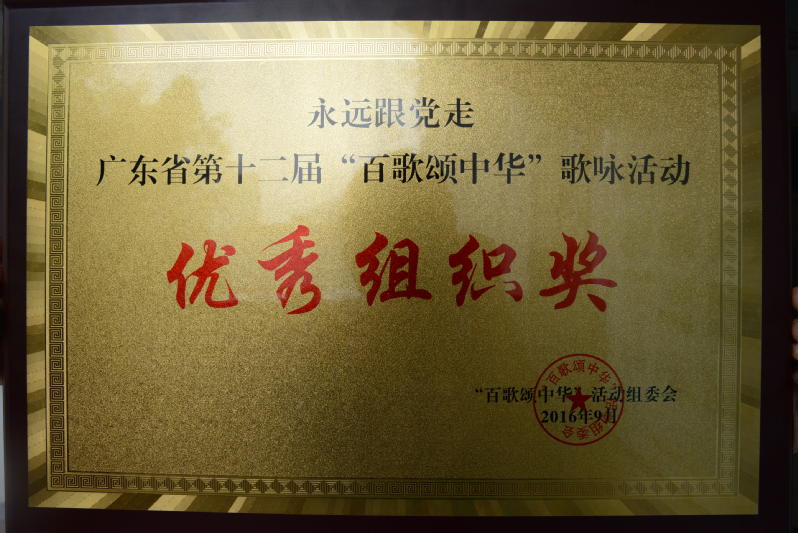 永远跟党走
广东省第十二届“百歌颂中华”歌咏活动
优秀组织奖
“百歌颂中华”活动组委会
2016年9月